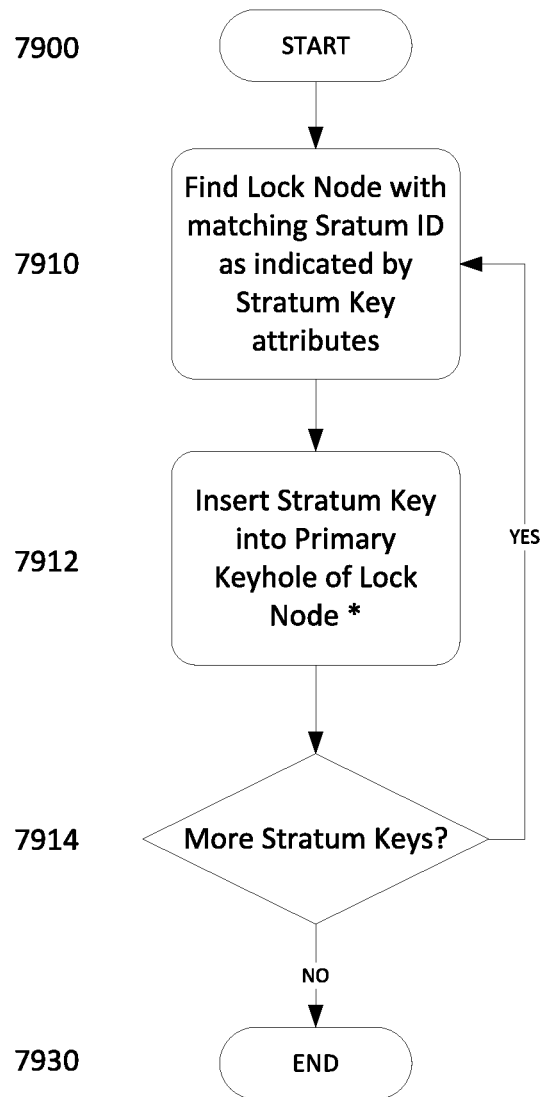 7900
START
Find Lock Node with
matching Sratum ID
7910
as indicated by
Stratum Key
attributes
Insert Stratum Key
into Primary
YES
7912
Keyhole of Lock
Node *
7914
More Stratum Keys?
NO
7930
END